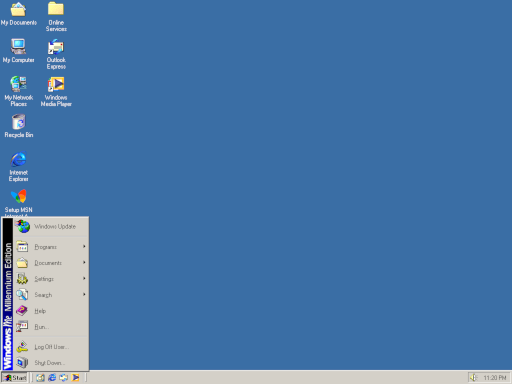 My Documents
Online
Services
My Computer
Outlook
Express
My Network
Places
Windows
Media Player
Recycle Bin
Internet
Explorer
Setup MSN
Windows Me Millennium Edition
Windows Update
Programs
Documents
Settings
Search
Help
Run...
Log Off User...
Shut Down...
Start
11:20 PM